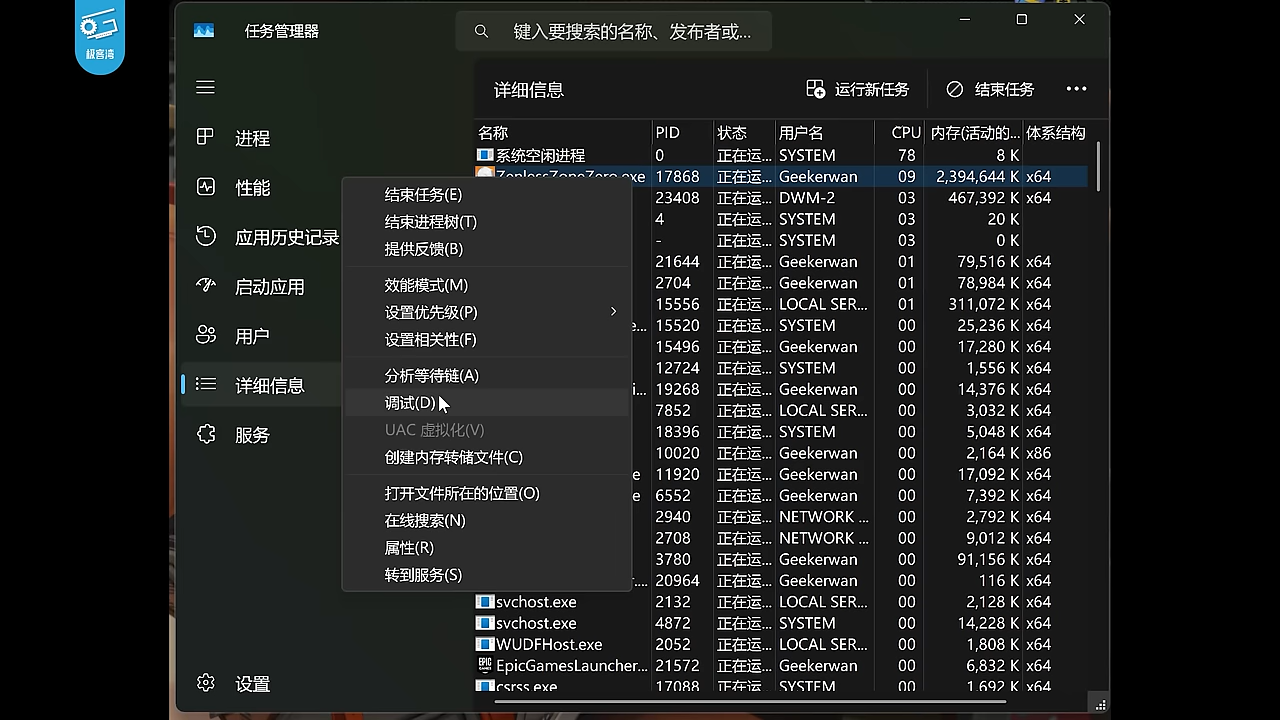 极客湾
任务管理器
键入要搜索的名称、发布者或...
详细信息
运行新任务
结束任务
进程
性能
应用历史记录
启动应用
用户
详细信息
服务
设置
名称 PID 状态 用户名 CPU 内存(活动的... 体系结构
系统空闲进程 0 正在运... SYSTEM 78 8 K
ZenlessZoneZero.exe 17868 正在运... Geekerwan 09 2,394,644 K x64
23408 正在运... DWM-2 03 467,392 K x64
4 正在运... SYSTEM 03 20 K
- 正在运... SYSTEM 03 0 K
21644 正在运... Geekerwan 01 79,516 K x64
2704 正在运... Geekerwan 01 78,984 K x64
15556 正在运... LOCAL SER... 01 311,072 K x64
e... 15520 正在运... SYSTEM 00 25,236 K x64
15496 正在运... Geekerwan 00 17,280 K x64
12724 正在运... SYSTEM 00 1,556 K x64
i... 19268 正在运... Geekerwan 00 14,376 K x64
7852 正在运... LOCAL SER... 00 3,032 K x64
18396 正在运... SYSTEM 00 5,048 K x64
10020 正在运... Geekerwan 00 2,164 K x86
e 11920 正在运... Geekerwan 00 17,092 K x64
e 6552 正在运... Geekerwan 00 7,392 K x64
2940 正在运... NETWORK ... 00 2,792 K x64
2708 正在运... NETWORK ... 00 9,012 K x64
3780 正在运... Geekerwan 00 91,156 K x64
... 20964 正在运... Geekerwan 00 116 K x64
svchost.exe 2132 正在运... LOCAL SER... 00 2,128 K x64
svchost.exe 4872 正在运... SYSTEM 00 14,228 K x64
WUDFHost.exe 2052 正在运... LOCAL SER... 00 1,808 K x64
EPIC GAMES EpicGamesLauncher... 21572 正在运... Geekerwan 00 6,832 K x64
csrss.exe 17088 正在运... SYSTEM 00 1,692 K x64
结束任务(E)
结束进程树(T)
提供反馈(B)
效能模式(M)
设置优先级(P)
设置相关性(F)
分析等待链(A)
调试(D)
UAC 虚拟化(V)
创建内存转储文件(C)
打开文件所在的位置(O)
在线搜索(N)
属性(R)
转到服务(S)